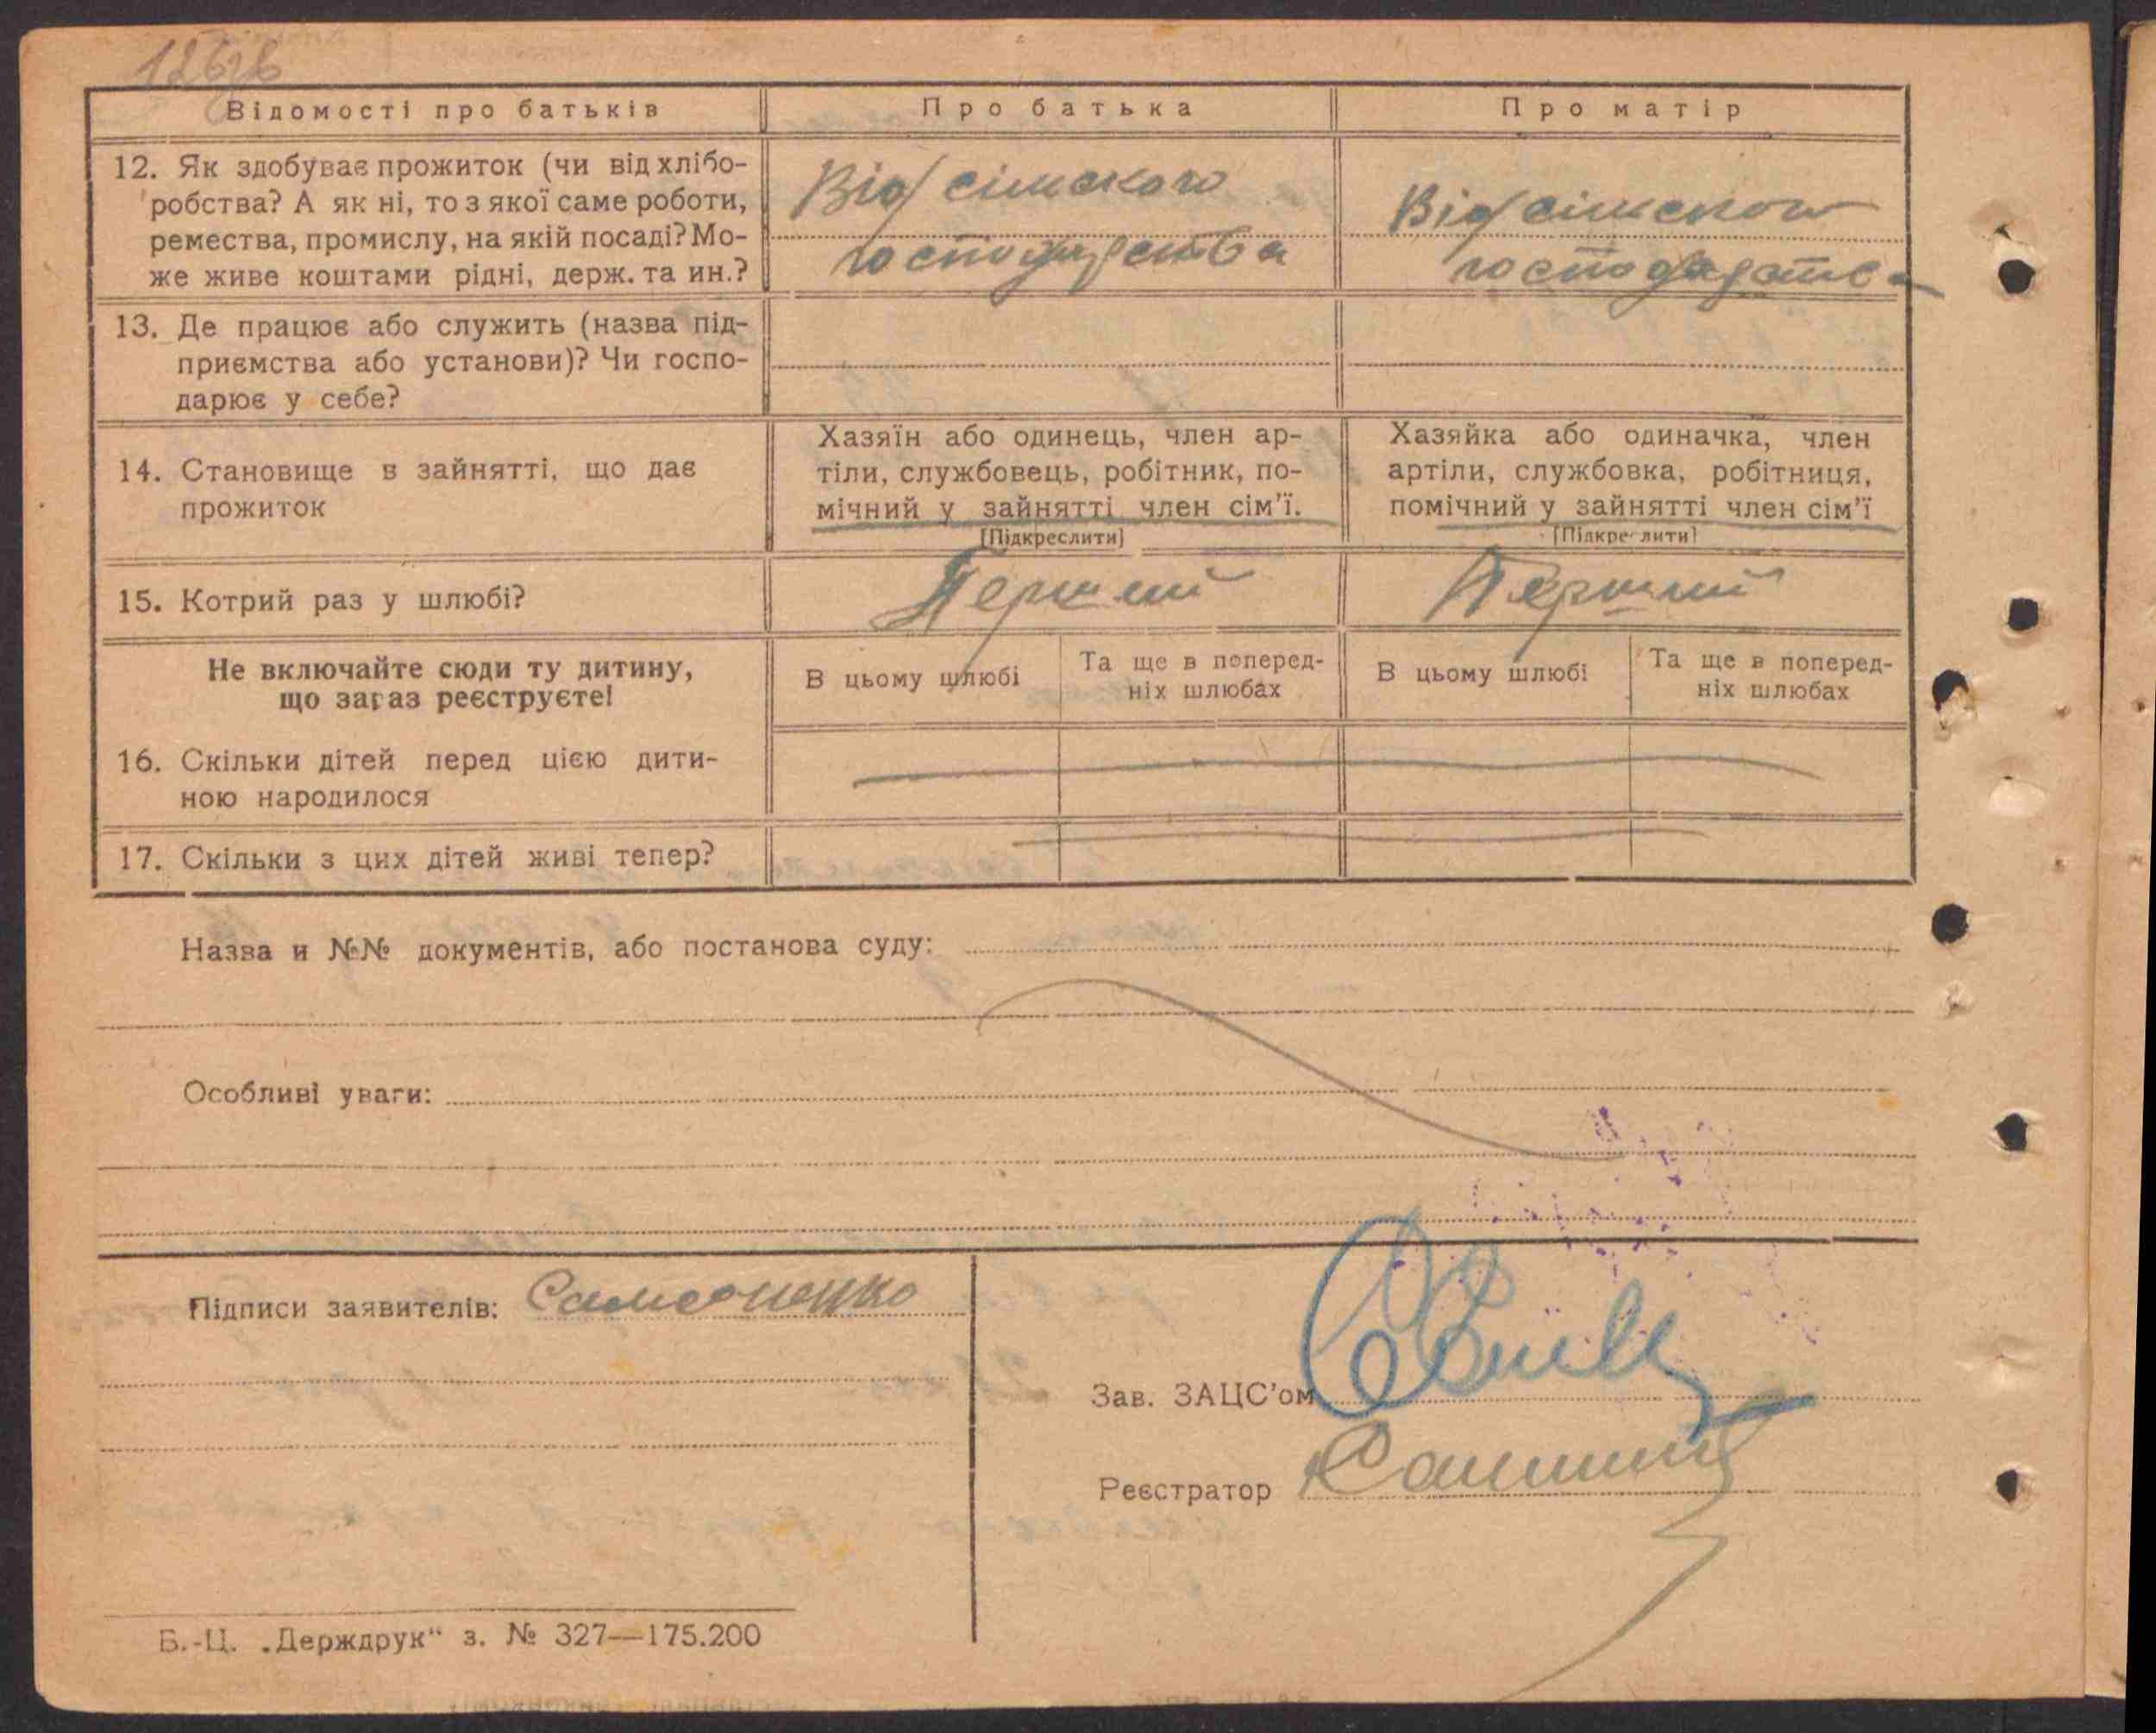 Відомості про батьків
Про батька
Про матір
12. Як здобуває прожиток (чи від хлібо-
робства? А як ні, то з якої саме роботи,
ремества, промислу, на якій посаді? Мо-
же живе коштами рідні, держ. та ин.?
Від сільского
господарства
Від сільского
господарства
13. Де працює або служить (назва під-
приємства або установи)? Чи госпо-
дарює у себе?
14. Становище в зайнятті, що дає
прожиток
Хазяїн або одинець, член ар-
тіли, службовець, робітник, по-
мічний у зайнятті член сім'ї.
[Підкреслити]
Хазяйка або одиначка, член
артіли, службовка, робітниця,
помічний у зайнятті член сім'ї
[Підкреслити]
15. Котрий раз у шлюбі?
Перший
Перший
Не включайте сюди ту дитину,
що зараз реєструєте!
В цьому шлюбі
Та ще в поперед-
ніх шлюбах
В цьому шлюбі
Та ще в поперед-
ніх шлюбах
16. Скільки дітей перед цією дити-
ною народилося
17. Скільки з цих дітей живі тепер?
Назва и №№ документів, або постанова суду:
Особливі уваги:
Підписи заявителів: Самсоненко
Зав. ЗАЦС'ом
Реєстратор
Б.-Ц. „Держдрук“ з. № 327—175.200